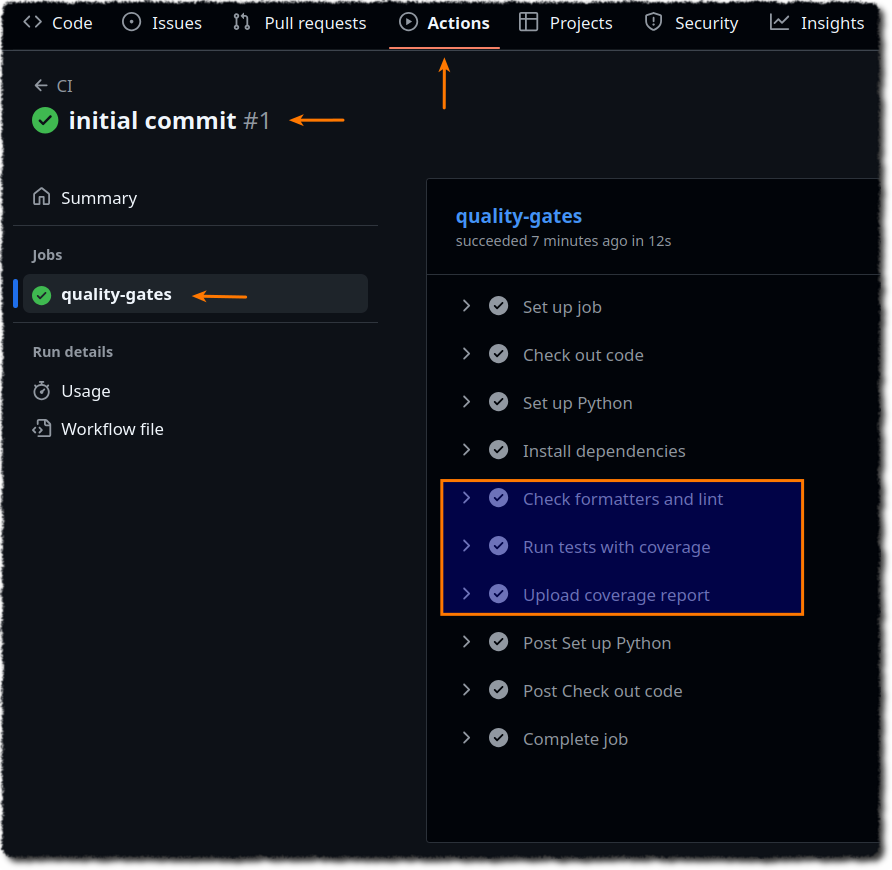 Code Issues Pull requests Actions Projects Security Insights
CI
initial commit #1
Summary
Jobs
quality-gates
Run details
Usage
Workflow file
quality-gates
succeeded 7 minutes ago in 12s
Set up job
Check out code
Set up Python
Install dependencies
Check formatters and lint
Run tests with coverage
Upload coverage report
Post Set up Python
Post Check out code
Complete job